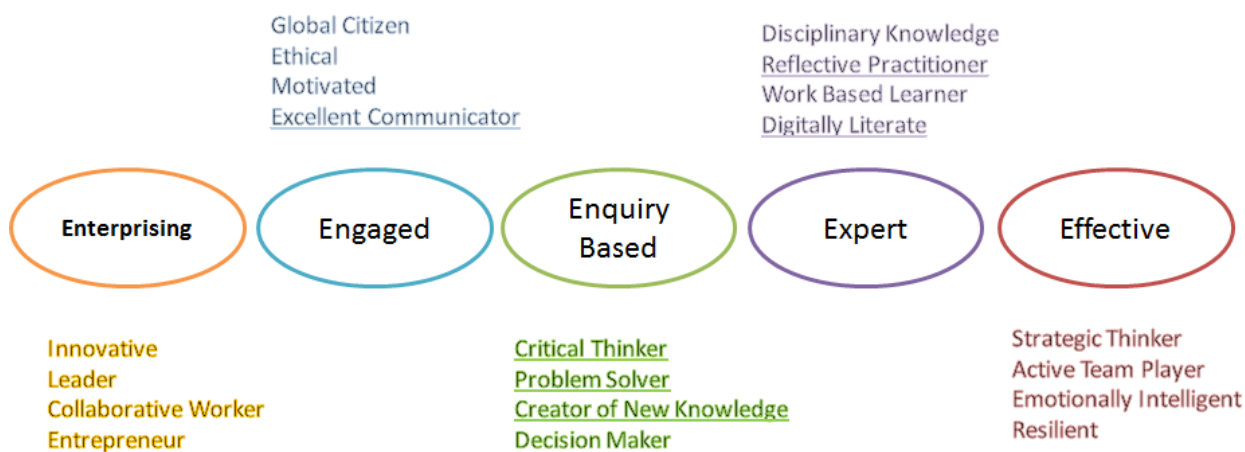 Global Citizen
Ethical
Motivated
Excellent Communicator
Disciplinary Knowledge
Reflective Practitioner
Work Based Learner
Digitally Literate
Enterprising
Engaged
Enquiry
Based
Expert
Effective
Innovative
Leader
Collaborative Worker
Entrepreneur
Critical Thinker
Problem Solver
Creator of New Knowledge
Decision Maker
Strategic Thinker
Active Team Player
Emotionally Intelligent
Resilient